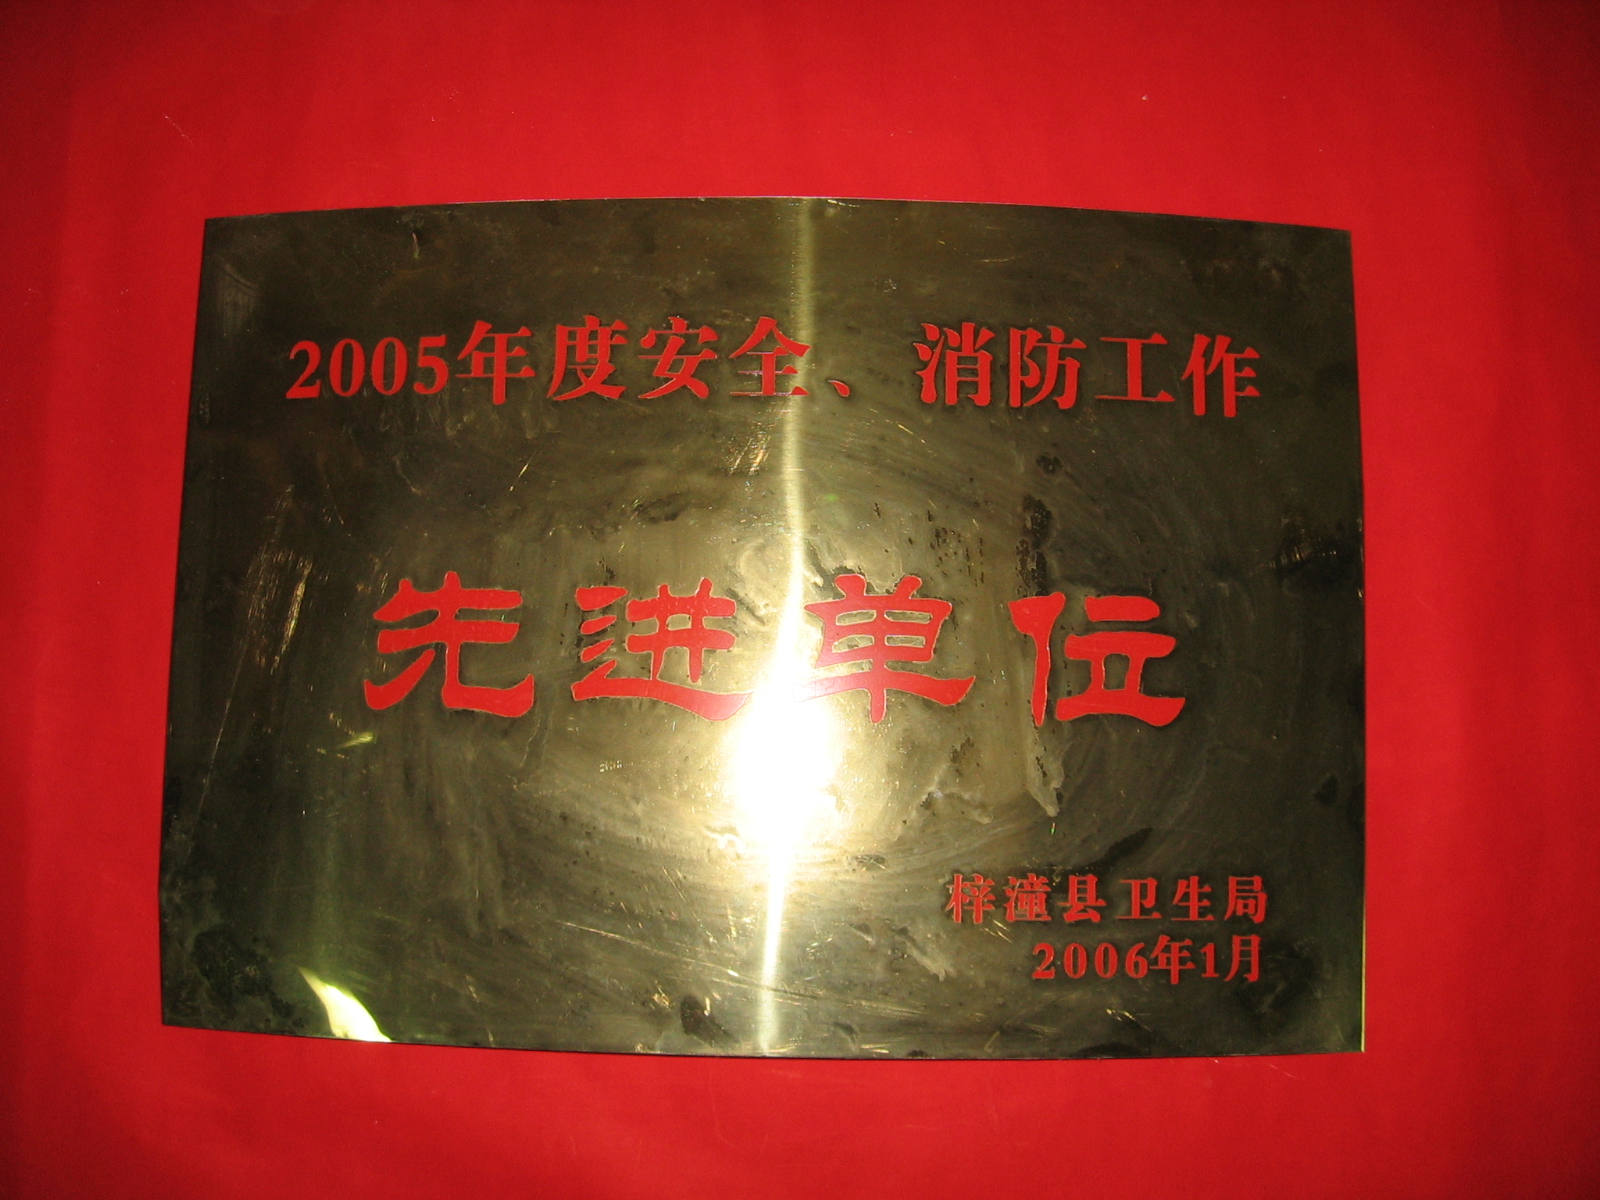 2005年度安全、消防工作
先进单位
梓潼县卫生局
2006年1月